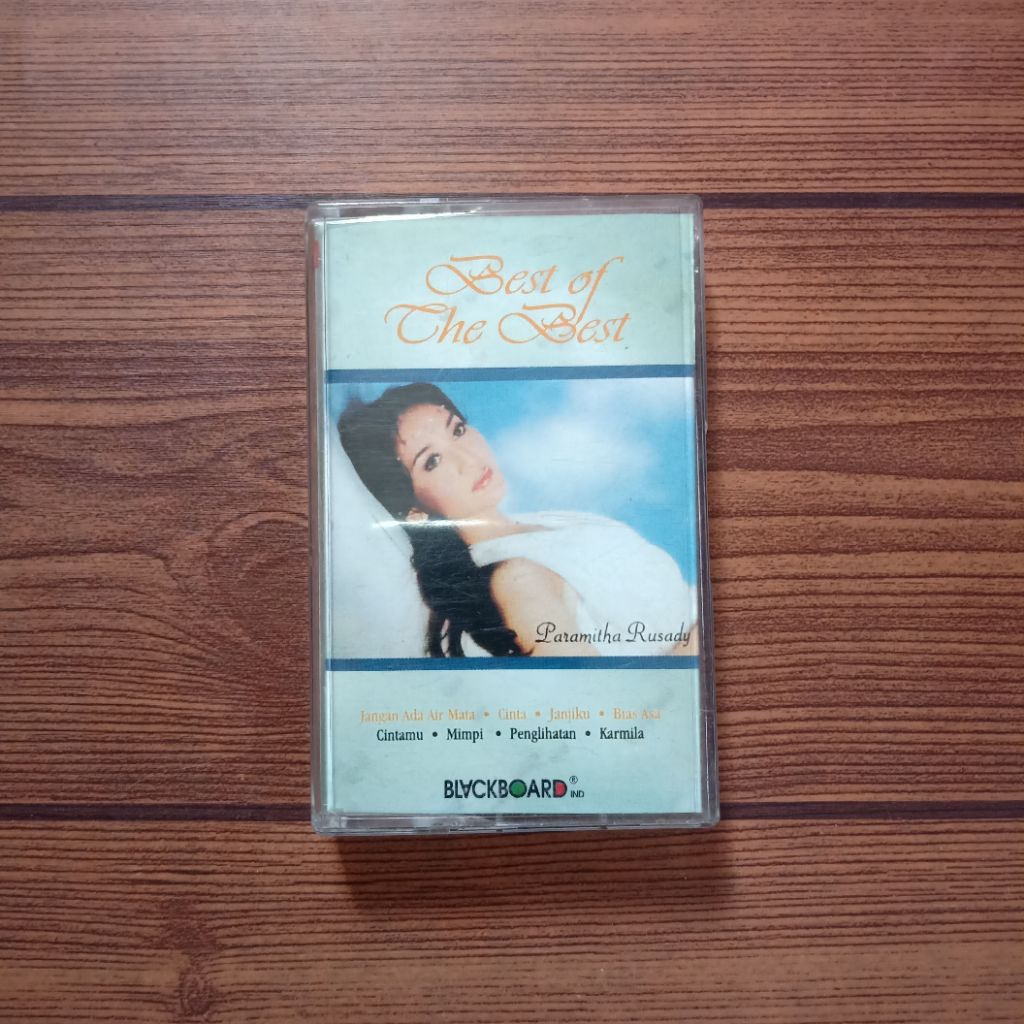 Best of
The Best
Paramitha Rusady
Jangan Ada Air Mata • Cinta • Janjiku • Bias Asa
Cintamu • Mimpi • Penglihatan • Karmila
BLACKBOARD® IND